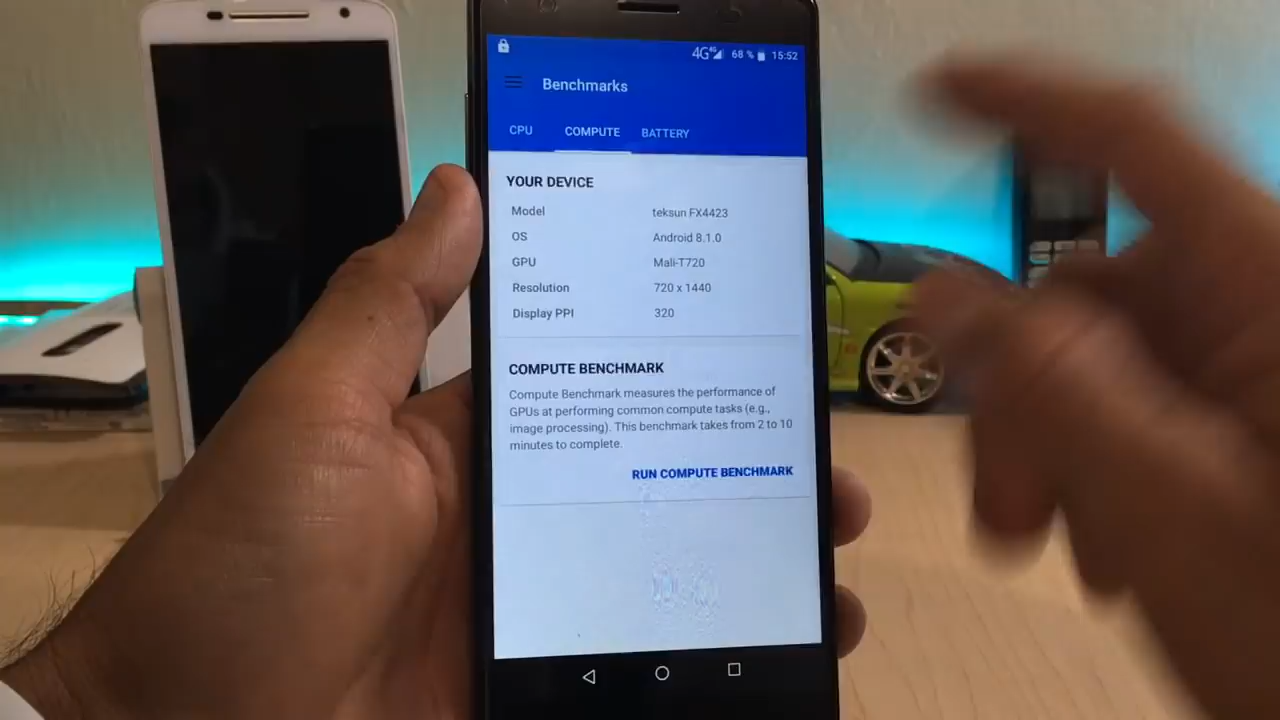 4G 4G 68 % 15:52
Benchmarks
CPU COMPUTE BATTERY
YOUR DEVICE
Model teksun FX4423
OS Android 8.1.0
GPU Mali-T720
Resolution 720 x 1440
Display PPI 320
COMPUTE BENCHMARK
Compute Benchmark measures the performance of
GPUs at performing common compute tasks (e.g.,
image processing). This benchmark takes from 2 to 10
minutes to complete.
RUN COMPUTE BENCHMARK